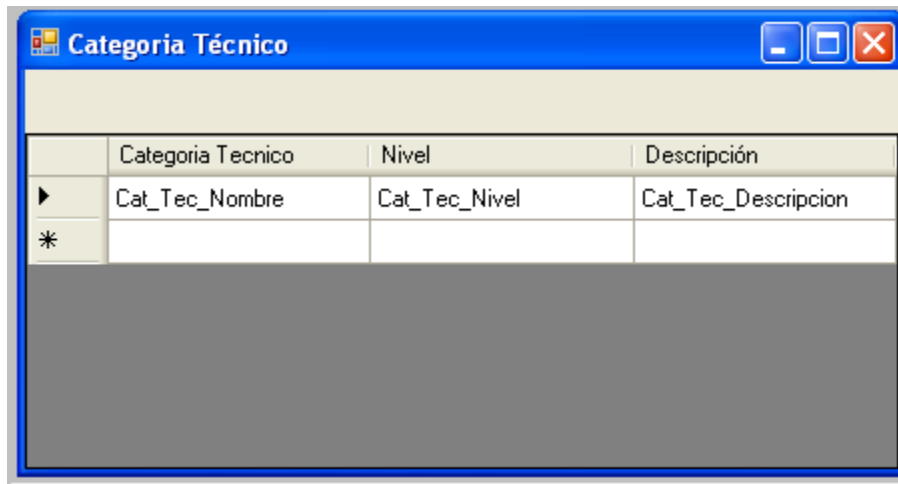 Categoria Técnico
Categoria Tecnico Nivel Descripción
Cat_Tec_Nombre Cat_Tec_Nivel Cat_Tec_Descripcion